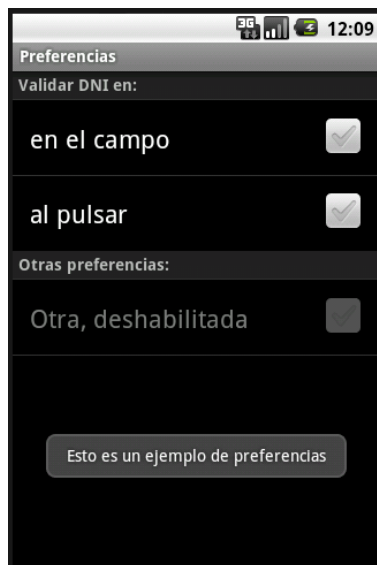 3G 12:09
Preferencias
Validar DNI en:
en el campo
al pulsar
Otras preferencias:
Otra, deshabilitada
Esto es un ejemplo de preferencias